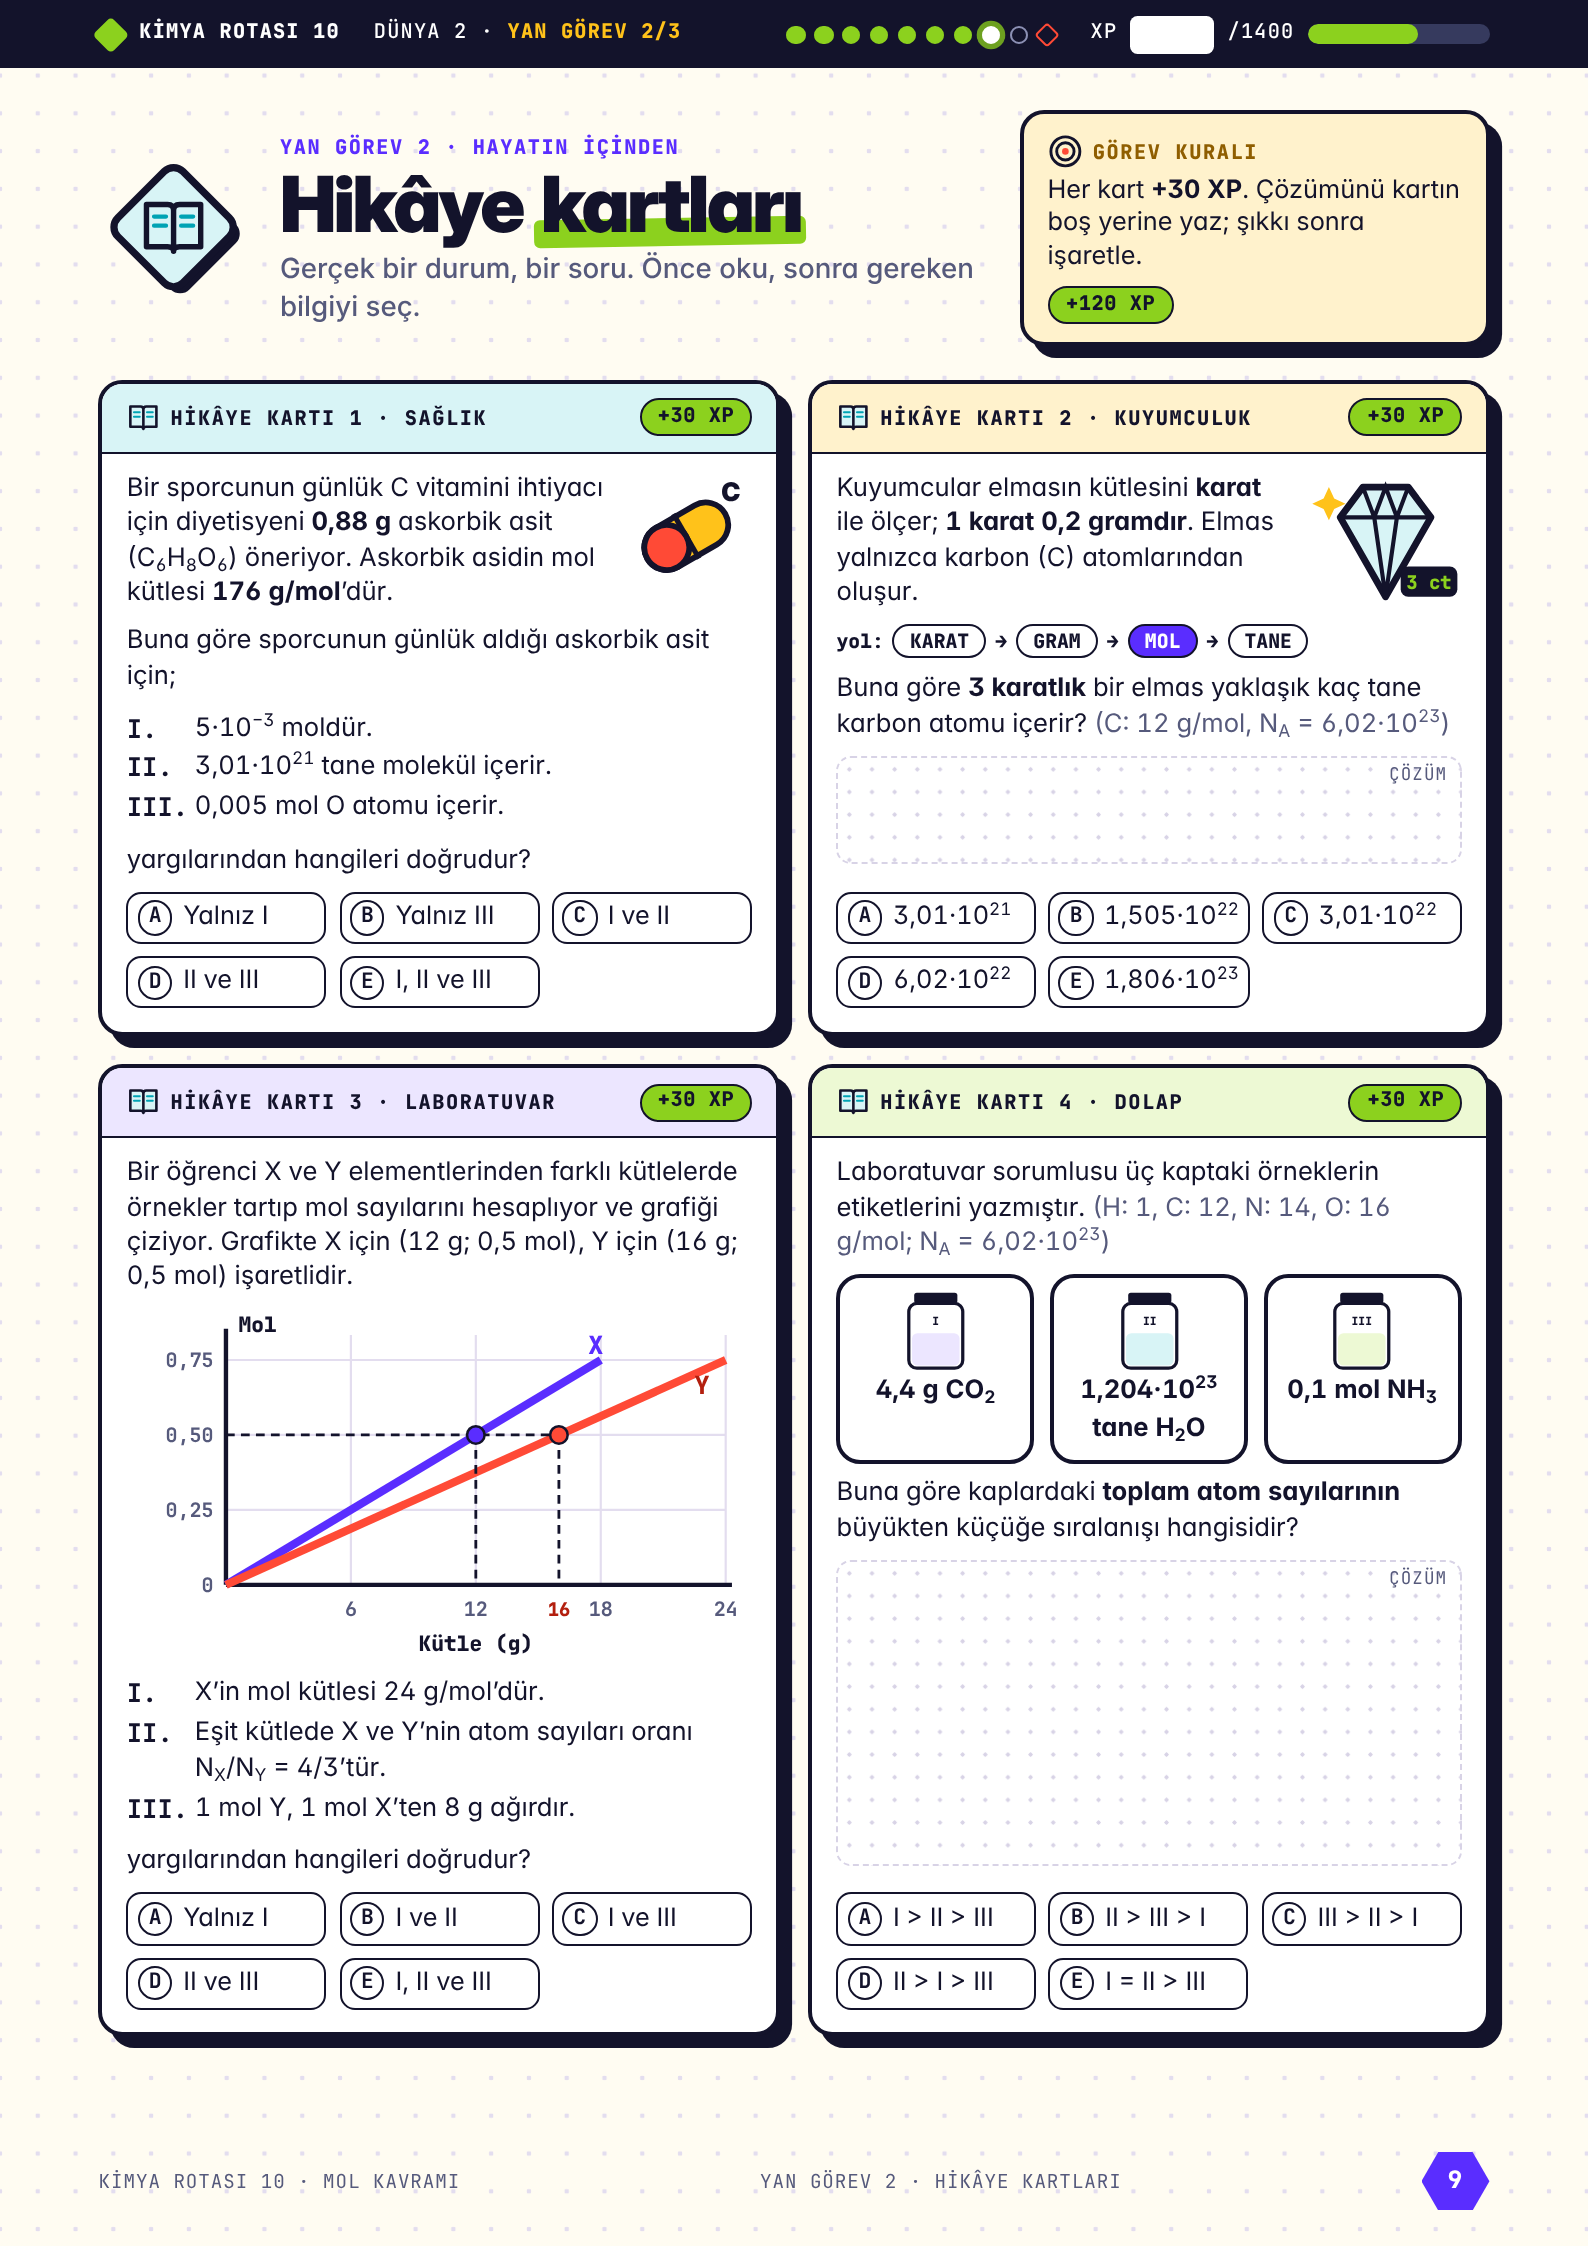 KİMYA ROTASI 10 DÜNYA 2 · YAN GÖREV 2/3 XP /1400
YAN GÖREV 2 · HAYATIN İÇİNDEN
Hikâye kartları
Gerçek bir durum, bir soru. Önce oku, sonra gereken
bilgiyi seç.
GÖREV KURALI
Her kart +30 XP. Çözümünü kartın
boş yerine yaz; şıkkı sonra
işaretle.
+120 XP
HİKÂYE KARTI 1 · SAĞLIK +30 XP
Bir sporcunun günlük C vitamini ihtiyacı
için diyetisyeni 0,88 g askorbik asit
(C₆H₈O₆) öneriyor. Askorbik asidin mol
kütlesi 176 g/mol’dür.
C
Buna göre sporcunun günlük aldığı askorbik asit
için;
I. 5·10⁻³ moldür.
II. 3,01·10²¹ tane molekül içerir.
III. 0,005 mol O atomu içerir.
yargılarından hangileri doğrudur?
A Yalnız I B Yalnız III C I ve II
D II ve III E I, II ve III
HİKÂYE KARTI 2 · KUYUMCULUK +30 XP
Kuyumcular elmasın kütlesini karat
ile ölçer; 1 karat 0,2 gramdır. Elmas
yalnızca karbon (C) atomlarından
oluşur.
3 ct
yol: KARAT → GRAM → MOL → TANE
Buna göre 3 karatlık bir elmas yaklaşık kaç tane
karbon atomu içerir? (C: 12 g/mol, N_A = 6,02·10²³)
ÇÖZÜM
A 3,01·10²¹ B 1,505·10²² C 3,01·10²²
D 6,02·10²² E 1,806·10²³
HİKÂYE KARTI 3 · LABORATUVAR +30 XP
Bir öğrenci X ve Y elementlerinden farklı kütlelerde
örnekler tartıp mol sayılarını hesaplıyor ve grafiği
çiziyor. Grafikte X için (12 g; 0,5 mol), Y için (16 g;
0,5 mol) işaretlidir.
Mol
X
0,75
Y
0,50
0,25
0
6 12 16 18 24
Kütle (g)
I. X’in mol kütlesi 24 g/mol’dür.
II. Eşit kütlede X ve Y’nin atom sayıları oranı
N_X/N_Y = 4/3’tür.
III. 1 mol Y, 1 mol X’ten 8 g ağırdır.
yargılarından hangileri doğrudur?
A Yalnız I B I ve II C I ve III
D II ve III E I, II ve III
HİKÂYE KARTI 4 · DOLAP +30 XP
Laboratuvar sorumlusu üç kaptaki örneklerin
etiketlerini yazmıştır. (H: 1, C: 12, N: 14, O: 16
g/mol; N_A = 6,02·10²³)
I II III
4,4 g CO₂ 1,204·10²³ 0,1 mol NH₃
tane H₂O
Buna göre kaplardaki toplam atom sayılarının
büyükten küçüğe sıralanışı hangisidir?
ÇÖZÜM
A I > II > III B II > III > I C III > II > I
D II > I > III E I = II > III
KİMYA ROTASI 10 · MOL KAVRAMI YAN GÖREV 2 · HİKÂYE KARTLARI 9